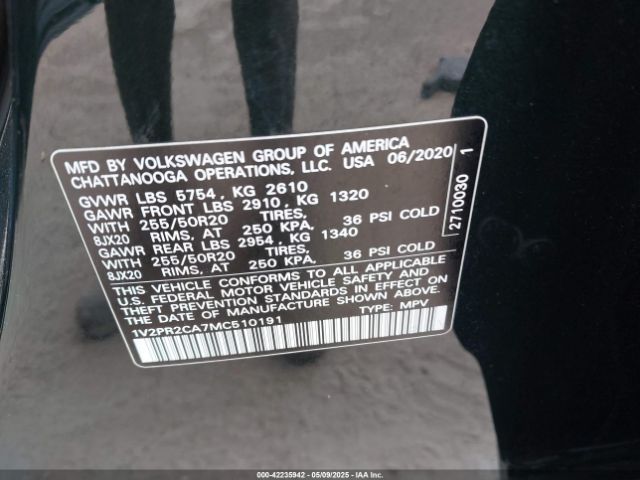 MFD BY VOLKSWAGEN GROUP OF AMERICA
CHATTANOOGA OPERATIONS, LLC. USA 06/2020
GVWR LBS 5754, KG 2610
GAWR FRONT LBS 2910, KG 1320
WITH 255/50R20 TIRES,
8JX20 RIMS, AT 250 KPA, 36 PSI COLD
GAWR REAR LBS 2954, KG 1340
WITH 255/50R20 TIRES,
8JX20 RIMS, AT 250 KPA, 36 PSI COLD
THIS VEHICLE CONFORMS TO ALL APPLICABLE
U.S. FEDERAL MOTOR VEHICLE SAFETY AND
THEFT PREVENTION STANDARDS IN EFFECT ON
THE DATE OF MANUFACTURE SHOWN ABOVE.
1V2PR2CA7MC510191 TYPE: MPV
2710030 1
000-42235942 | 05/09/2025 | IAAI.CA